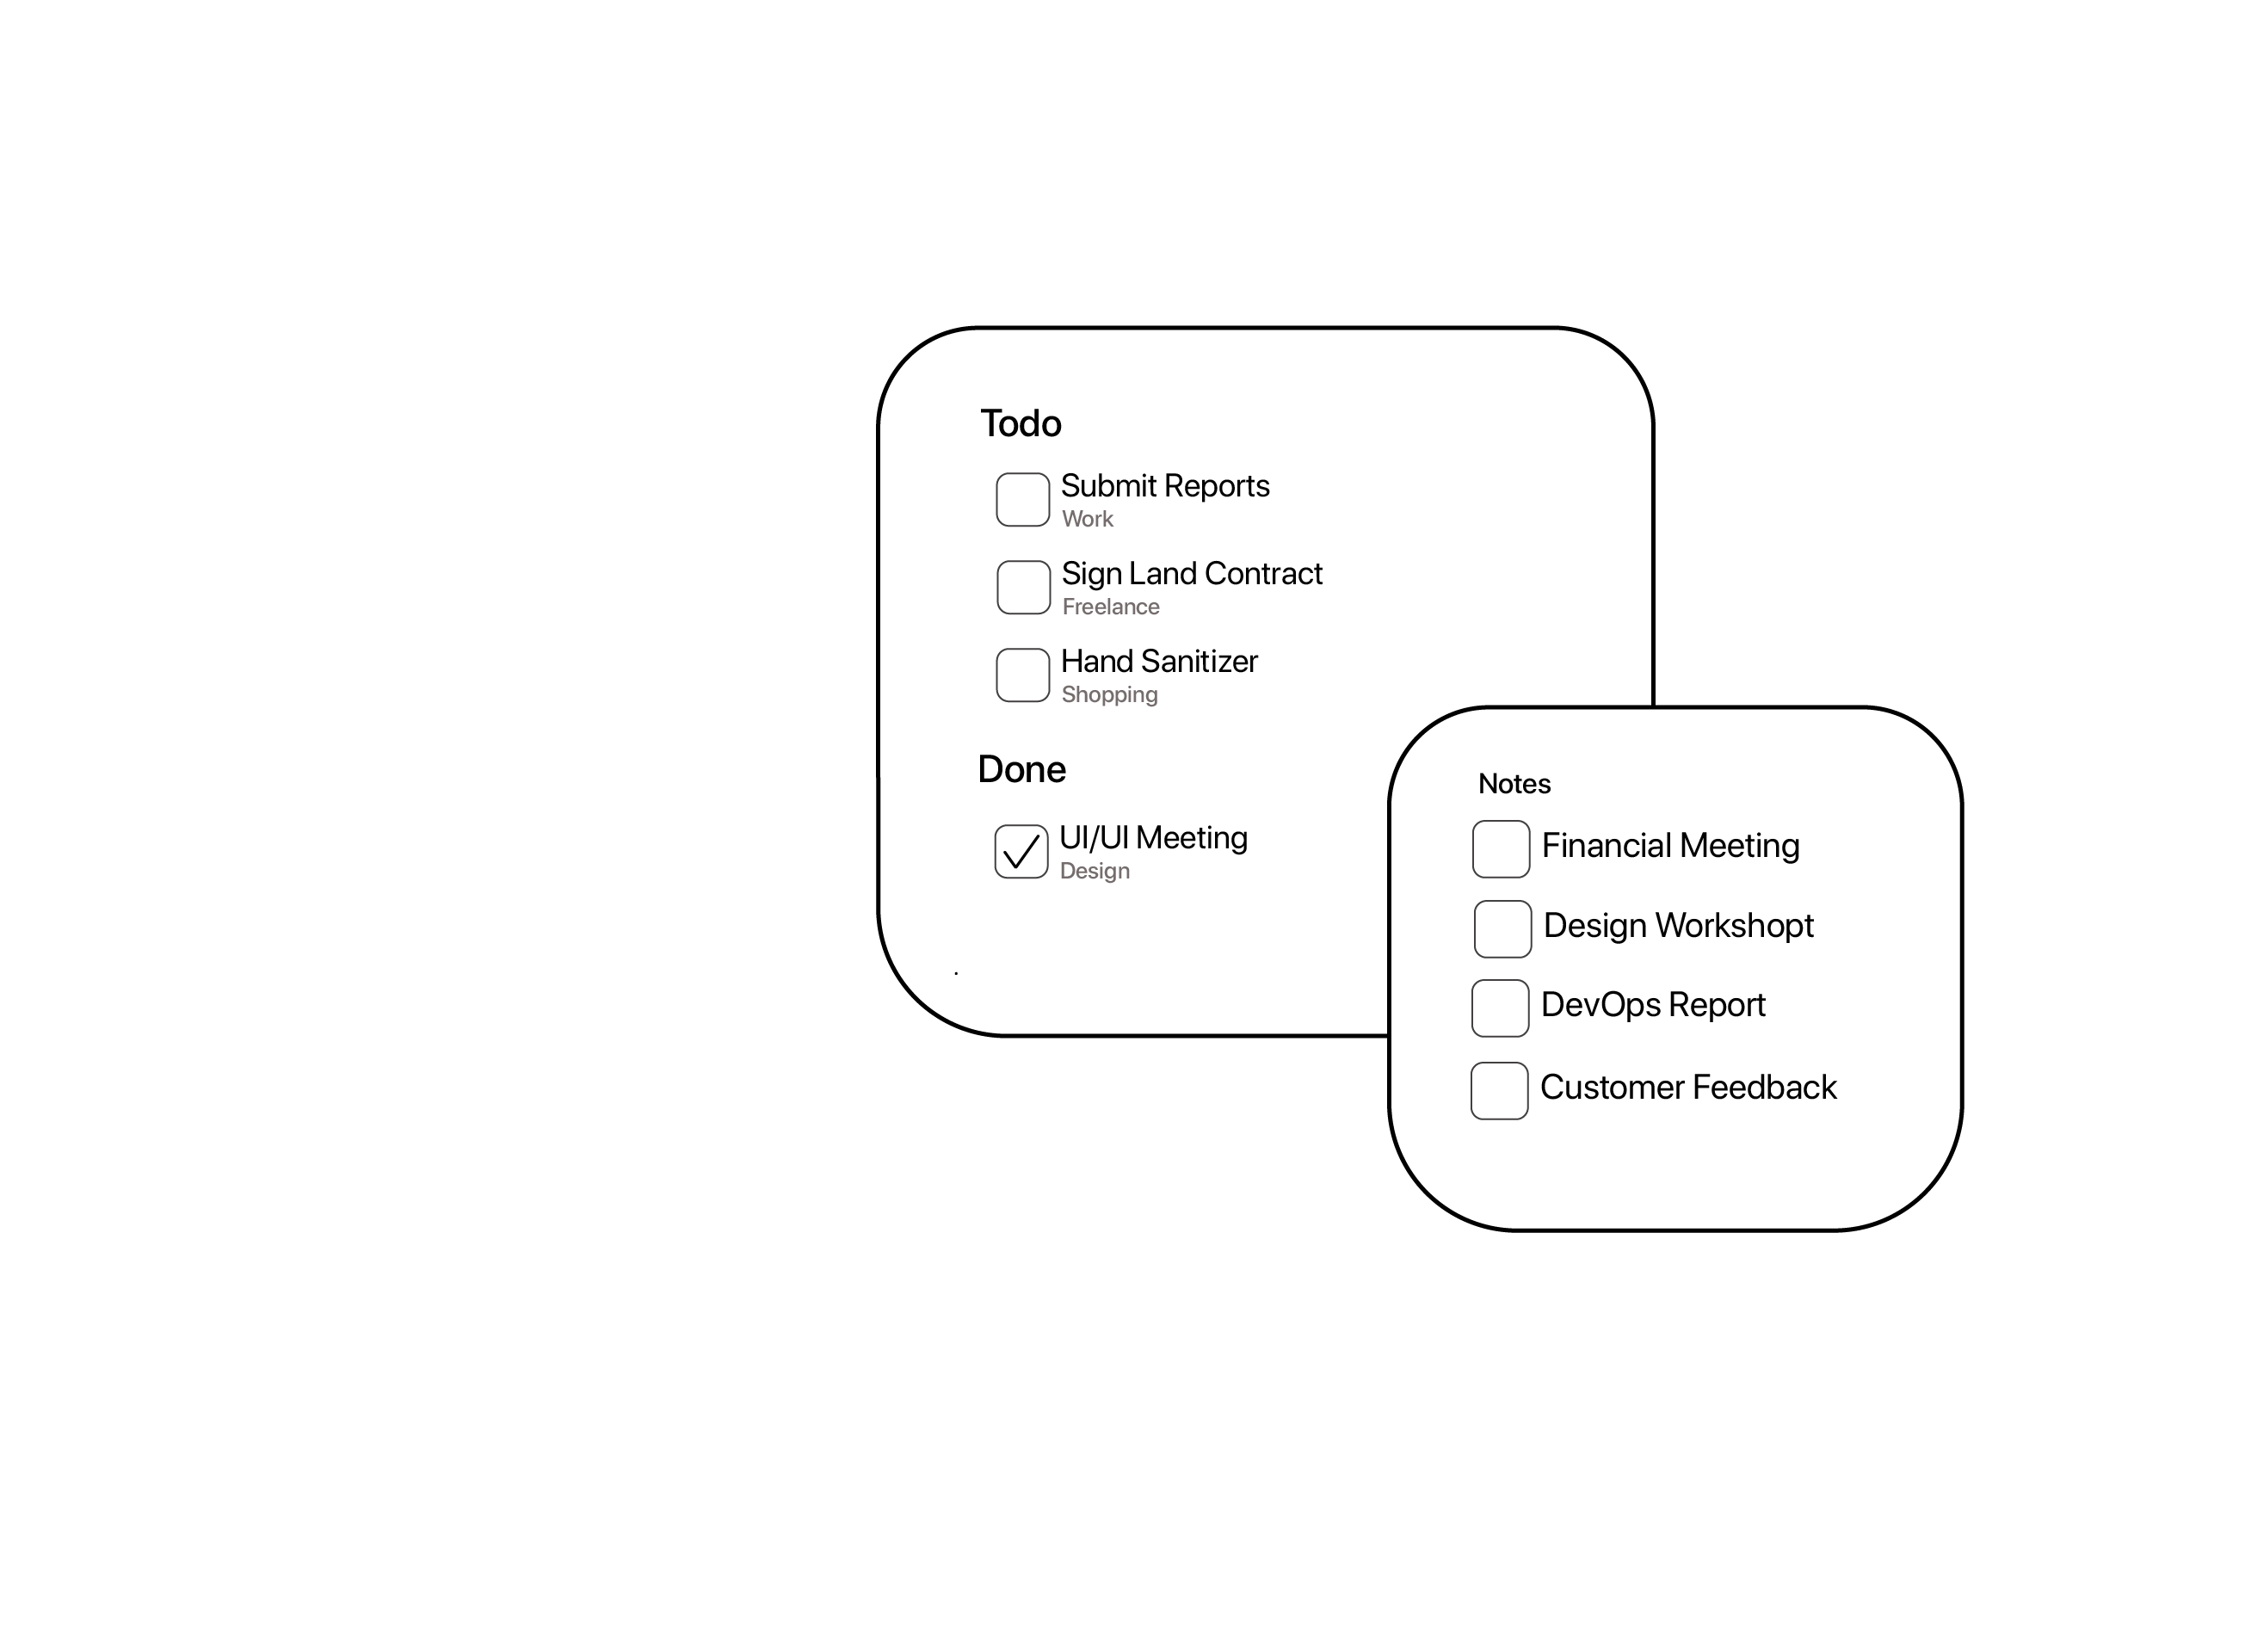 Todo
Submit Reports
Work
Sign Land Contract
Freelance
Hand Sanitizer
Shopping
Done
UI/UI Meeting
Design
Notes
Financial Meeting
Design Workshopt
DevOps Report
Customer Feedback